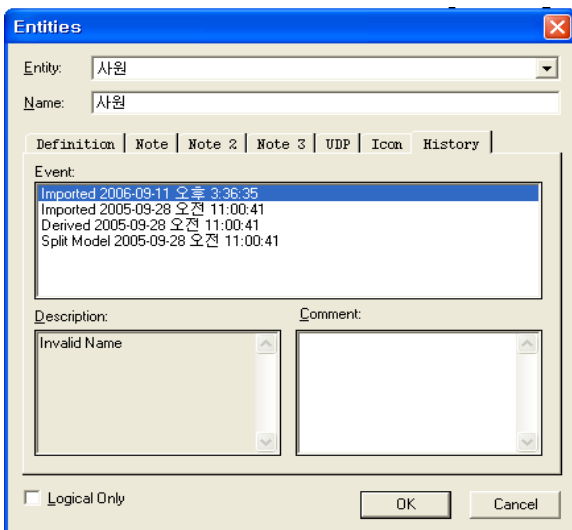 Entities
Entity: 사원
Name: 사원
Definition Note Note 2 Note 3 UDP Icon History
Event:
Imported 2006-09-11 오후 3:36:35
Imported 2005-09-28 오전 11:00:41
Derived 2005-09-28 오전 11:00:41
Split Model 2005-09-28 오전 11:00:41
Description: Comment:
Invalid Name
Logical Only OK Cancel